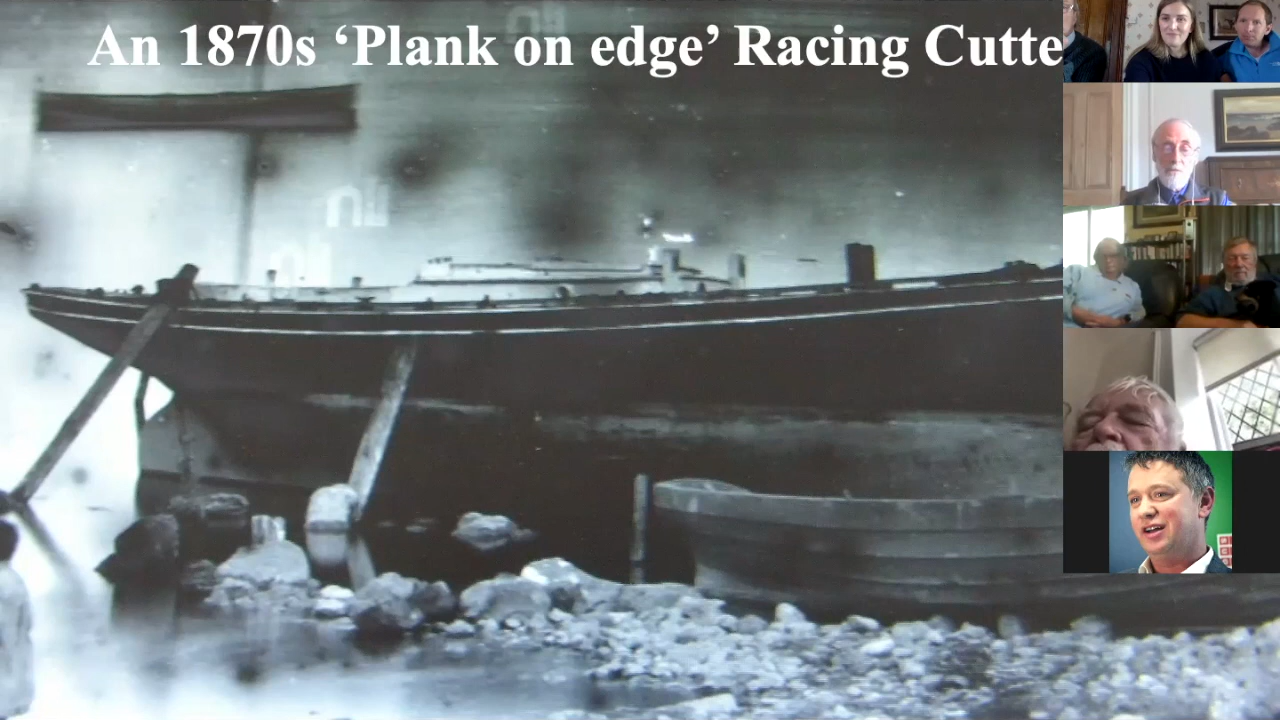 An 1870s ‘Plank on edge’ Racing Cutte